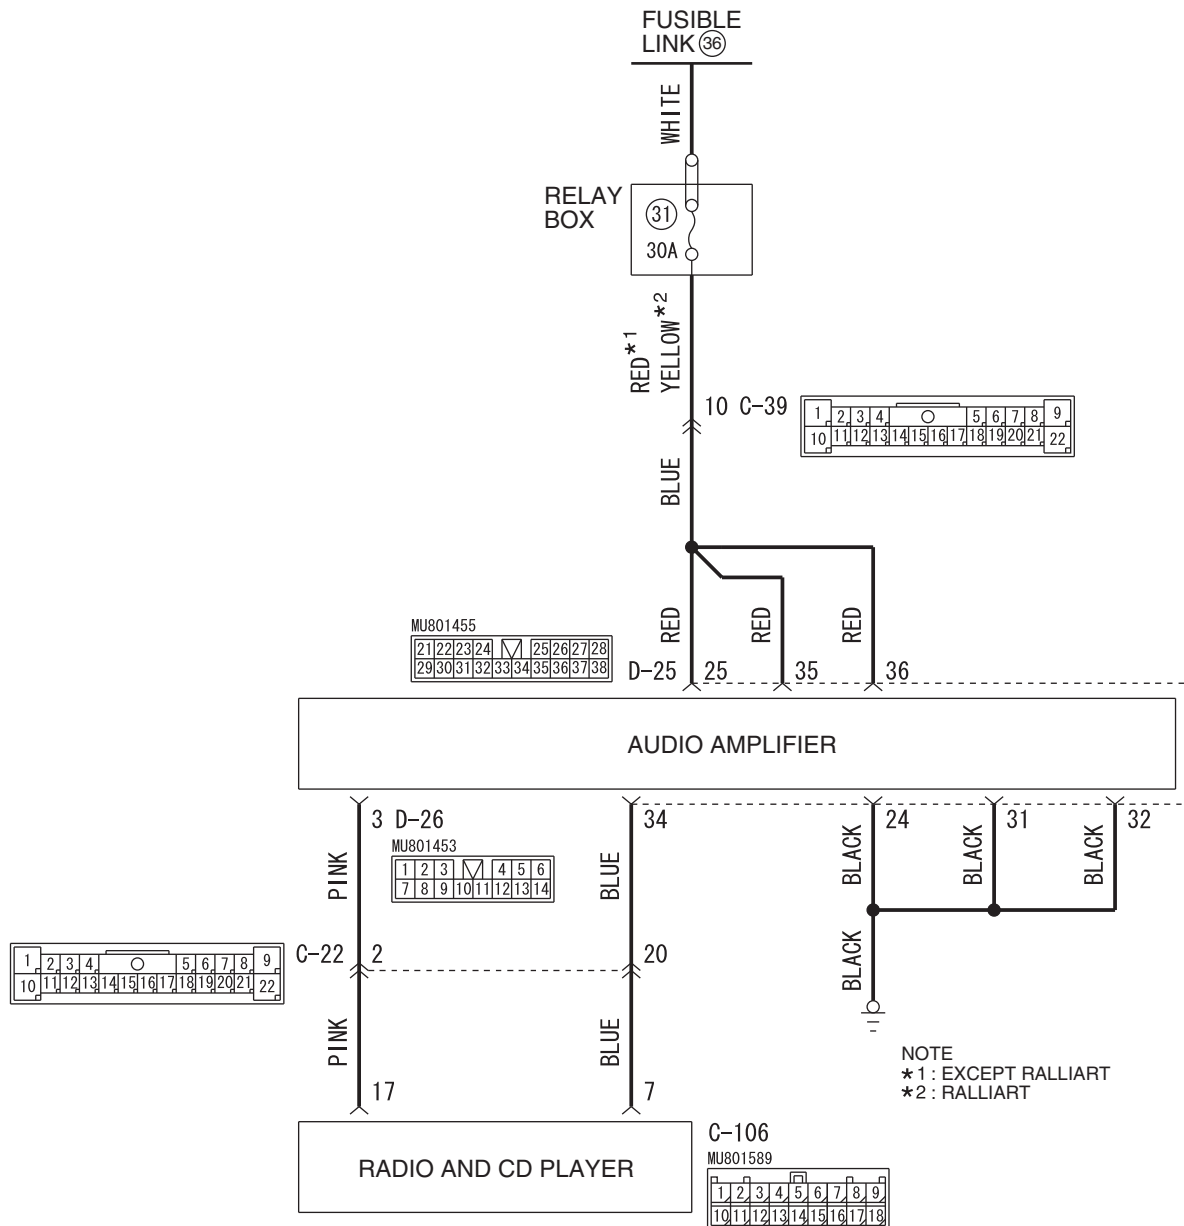 FUSIBLE
LINK 36
WHITE
RELAY
BOX
31
30A
RED*1
YELLOW*2
10 C-39
1 2 3 4 5 6 7 8 9
10 11 12 13 14 15 16 17 18 19 20 21 22
BLUE
RED
RED
RED
MU801455
21 22 23 24 25 26 27 28
29 30 31 32 33 34 35 36 37 38
D-25 25 35 36
AUDIO AMPLIFIER
3 D-26 34 24 31 32
MU801453
1 2 3 4 5 6
7 8 9 10 11 12 13 14
PINK
BLUE
BLACK
BLACK
BLACK
1 2 3 4 5 6 7 8 9
10 11 12 13 14 15 16 17 18 19 20 21 22
C-22 2 20
BLACK
PINK
BLUE
NOTE
*1 : EXCEPT RALLIART
*2 : RALLIART
17 7
RADIO AND CD PLAYER
C-106
MU801589
1 2 3 4 5 6 7 8 9
10 11 12 13 14 15 16 17 18